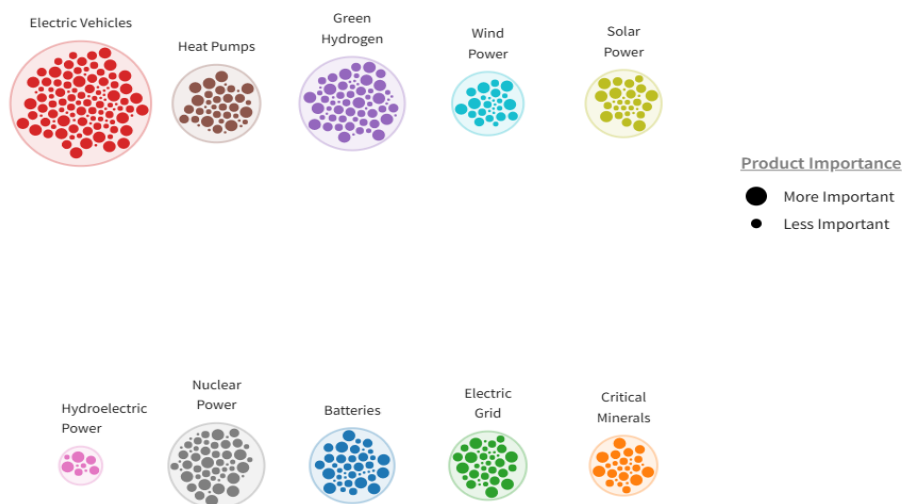 Electric Vehicles
Heat Pumps
Green
Hydrogen
Wind
Power
Solar
Power
Product Importance
More Important
Less Important
Hydroelectric
Power
Nuclear
Power
Batteries
Electric
Grid
Critical
Minerals